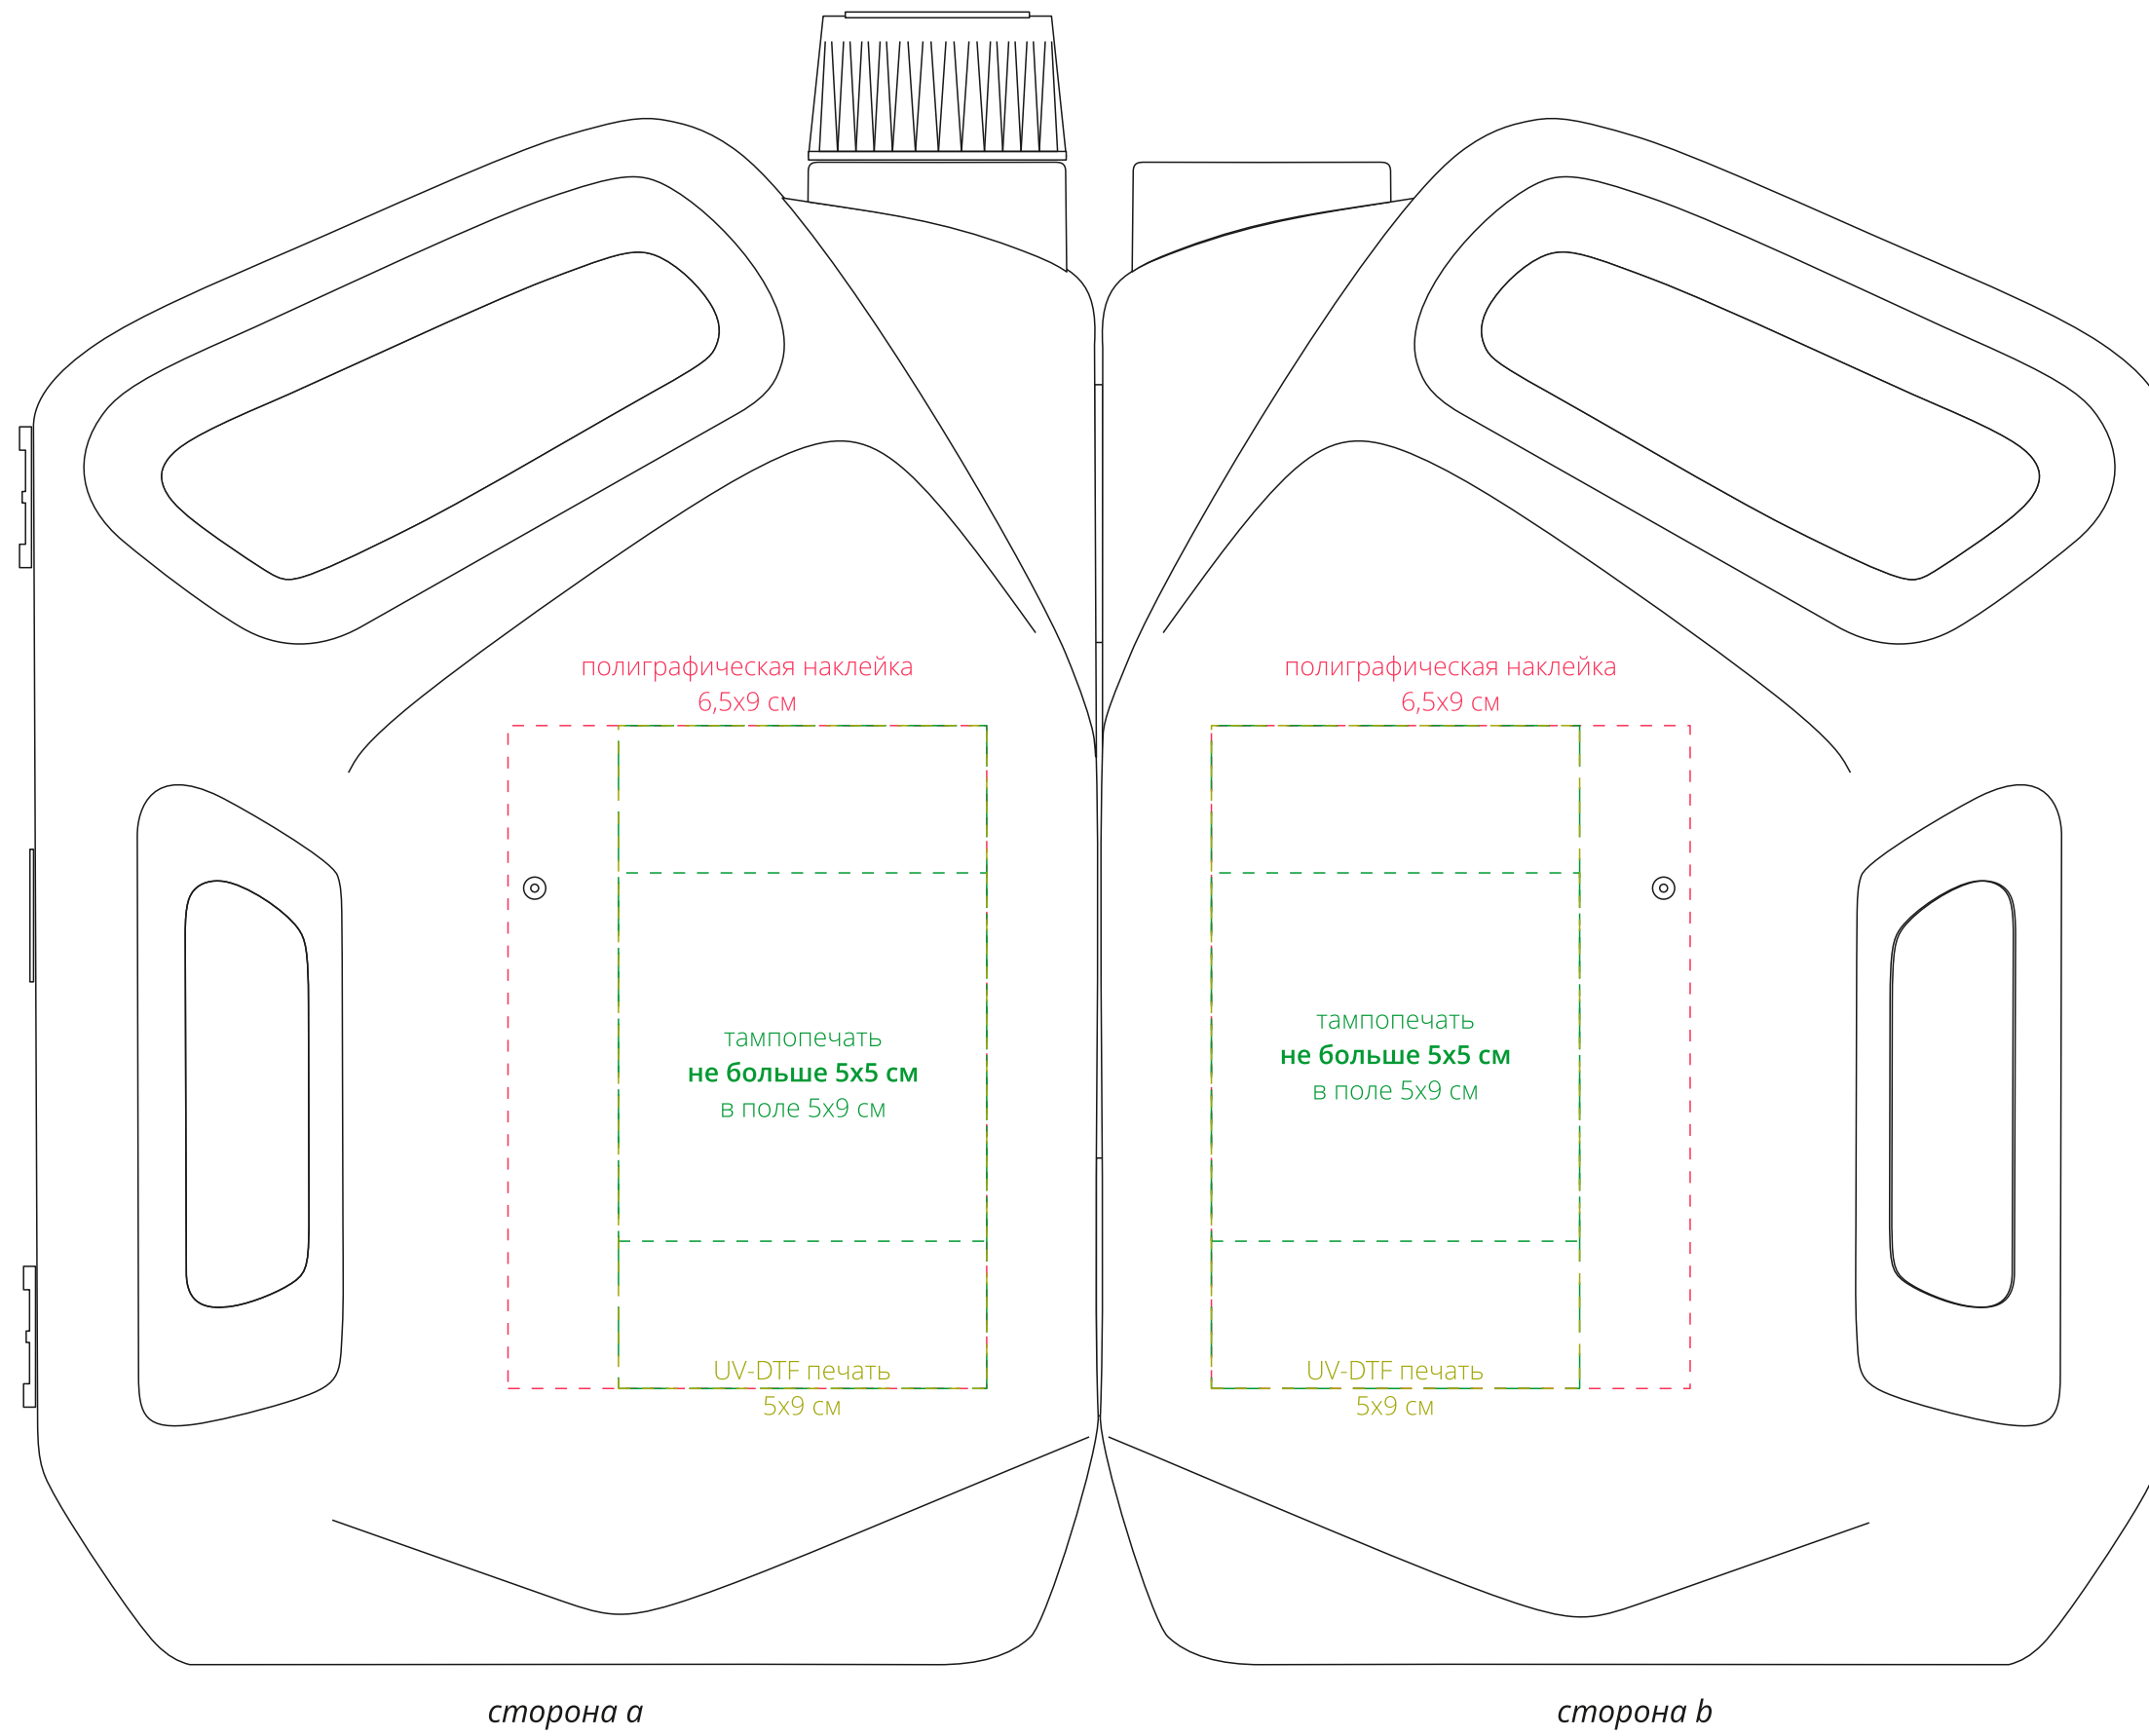 полиграфическая наклейка
6,5х9 см
полиграфическая наклейка
6,5х9 см
тампопечать
не больше 5х5 см
в поле 5х9 см
тампопечать
не больше 5х5 см
в поле 5х9 см
UV-DTF печать
5х9 см
UV-DTF печать
5х9 см
сторона a
сторона b